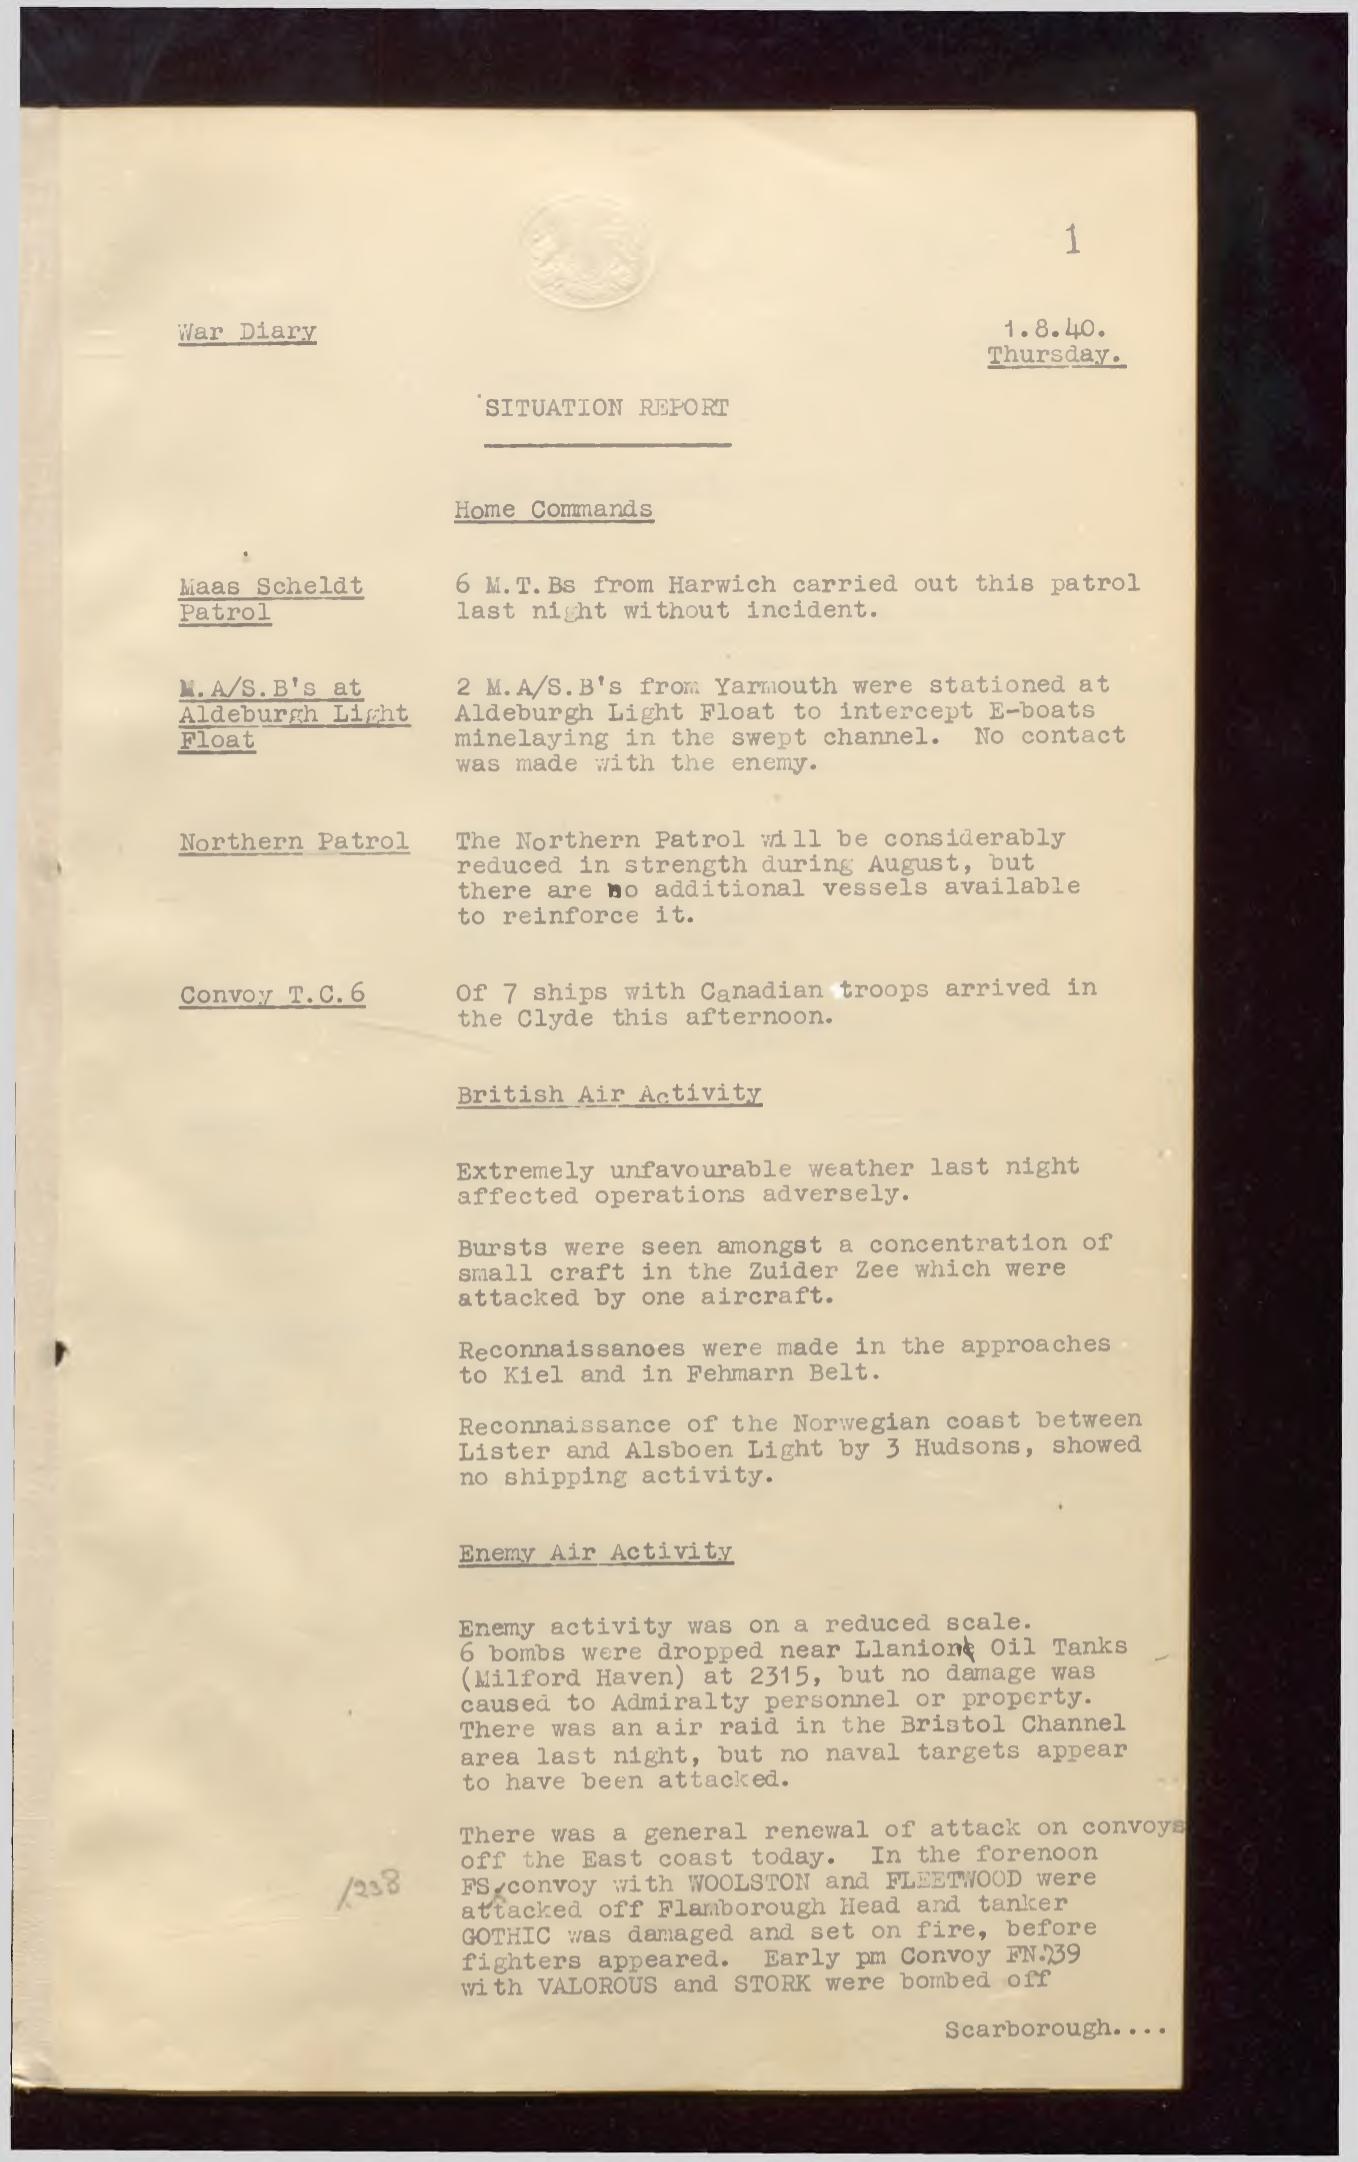 1
War Diary
1.8.40.
Thursday.
SITUATION REPORT
Home Commands
Maas Scheldt
Patrol
6 M.T.Bs from Harwich carried out this patrol
last night without incident.
M.A/S.B's at
Aldeburgh Light
Float
2 M.A/S.B's from Yarmouth were stationed at
Aldeburgh Light Float to intercept E-boats
minelaying in the swept channel. No contact
was made with the enemy.
Northern Patrol
The Northern Patrol will be considerably
reduced in strength during August, but
there are no additional vessels available
to reinforce it.
Convoy T.C.6
Of 7 ships with Canadian troops arrived in
the Clyde this afternoon.
British Air Activity
Extremely unfavourable weather last night
affected operations adversely.
Bursts were seen amongst a concentration of
small craft in the Zuider Zee which were
attacked by one aircraft.
Reconnaissances were made in the approaches
to Kiel and in Fehmarn Belt.
Reconnaissance of the Norwegian coast between
Lister and Alsboen Light by 3 Hudsons, showed
no shipping activity.
Enemy Air Activity
Enemy activity was on a reduced scale.
6 bombs were dropped near Llanion Oil Tanks
(Milford Haven) at 2315, but no damage was
caused to Admiralty personnel or property.
There was an air raid in the Bristol Channel
area last night, but no naval targets appear
to have been attacked.
There was a general renewal of attack on convoys
off the East coast today. In the forenoon
/238
FS convoy with WOOLSTON and FLEETWOOD were
attacked off Flamborough Head and tanker
GOTHIC was damaged and set on fire, before
fighters appeared. Early pm Convoy FN.239
with VALOROUS and STORK were bombed off
Scarborough....